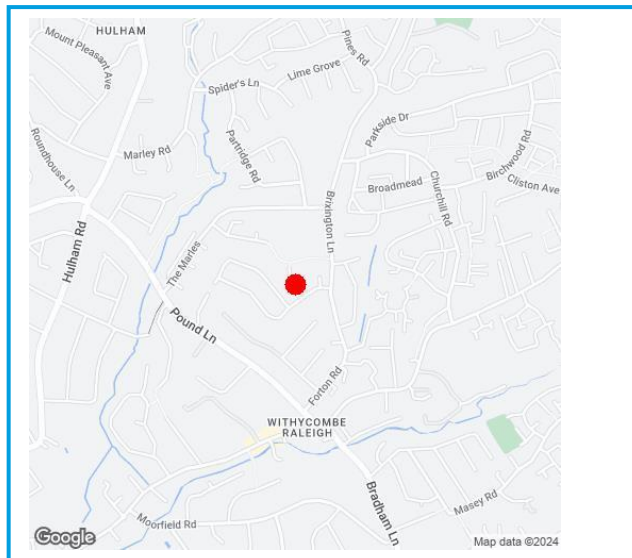 HULHAM
Mount Pleasant Ave
Pines Rd
Lime Grove
Spider's Ln
Parkside Dr
Roundhouse Ln
Marley Rd
Partridge Rd
Birchwood Rd
Broadmead
Churchill Rd
Cliston Ave
Brixington Ln
Hulham Rd
The Marles
Pound Ln
Forton Rd
WITHYCOMBE
RALEIGH
Bradham Ln
Masey Rd
Moorfield Rd
Google
Map data ©2024